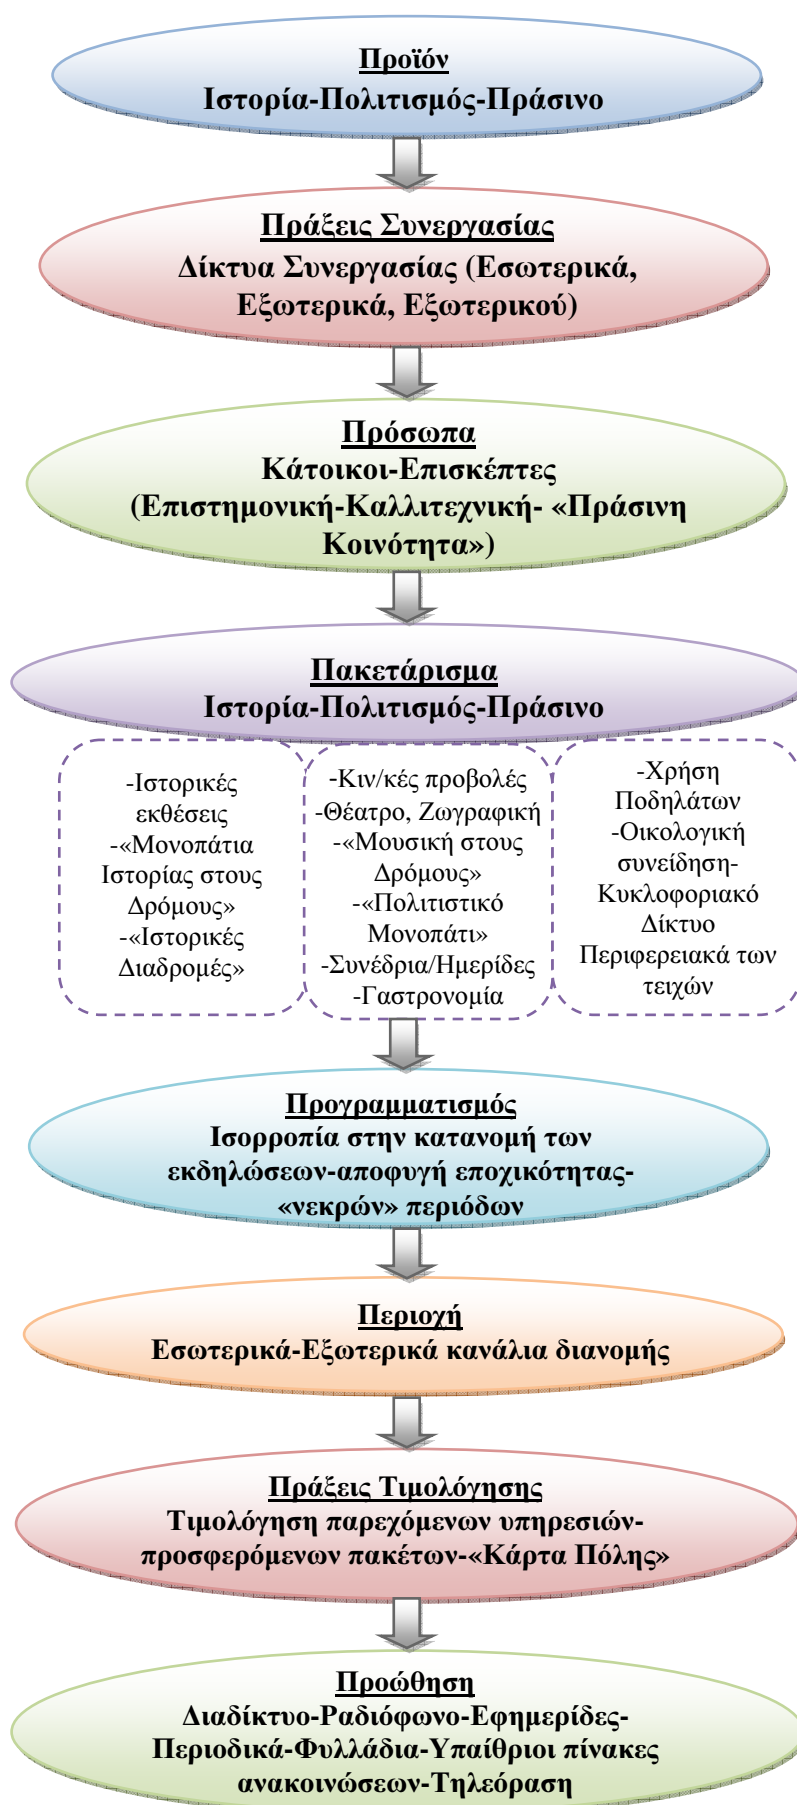 Προϊόν
Ιστορία-Πολιτισμός-Πράσινο
Πράξεις Συνεργασίας
Δίκτυα Συνεργασίας (Εσωτερικά,
Εξωτερικά, Εξωτερικού)
Πρόσωπα
Κάτοικοι-Επισκέπτες
(Επιστημονική-Καλλιτεχνική- «Πράσινη
Κοινότητα»)
Πακετάρισμα
Ιστορία-Πολιτισμός-Πράσινο
-Ιστορικές
εκθέσεις
-«Μονοπάτια
Ιστορίας στους
Δρόμους»
-«Ιστορικές
Διαδρομές»
-Κιν/κές προβολές
-Θέατρο, Ζωγραφική
-«Μουσική στους
Δρόμους»
-«Πολιτιστικό
Μονοπάτι»
-Συνέδρια/Ημερίδες
-Γαστρονομία
-Χρήση
Ποδηλάτων
-Οικολογική
συνείδηση-
Κυκλοφοριακό
Δίκτυο
Περιφερειακά των
τειχών
Προγραμματισμός
Ισορροπία στην κατανομή των
εκδηλώσεων-αποφυγή εποχικότητας-
«νεκρών» περιόδων
Περιοχή
Εσωτερικά-Εξωτερικά κανάλια διανομής
Πράξεις Τιμολόγησης
Τιμολόγηση παρεχόμενων υπηρεσιών-
προσφερόμενων πακέτων-«Κάρτα Πόλης»
Προώθηση
Διαδίκτυο-Ραδιόφωνο-Εφημερίδες-
Περιοδικά-Φυλλάδια-Υπαίθριοι πίνακες
ανακοινώσεων-Τηλεόραση